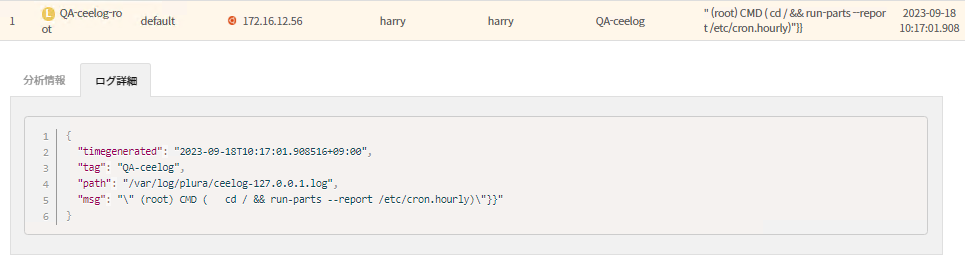 1 L QA-ceelog-ro default 172.16.12.56 harry harry QA-ceelog " (root) CMD ( cd / && run-parts --repor 2023-09-18
ot t /etc/cron.hourly)"}} 10:17:01.908
分析情報 ログ詳細
1 {
2 "timegenerated": "2023-09-18T10:17:01.908516+09:00",
3 "tag": "QA-ceelog",
4 "path": "/var/log/plura/ceelog-127.0.0.1.log",
5 "msg": "\" (root) CMD (   cd / && run-parts --report /etc/cron.hourly)\"}}"
6 }